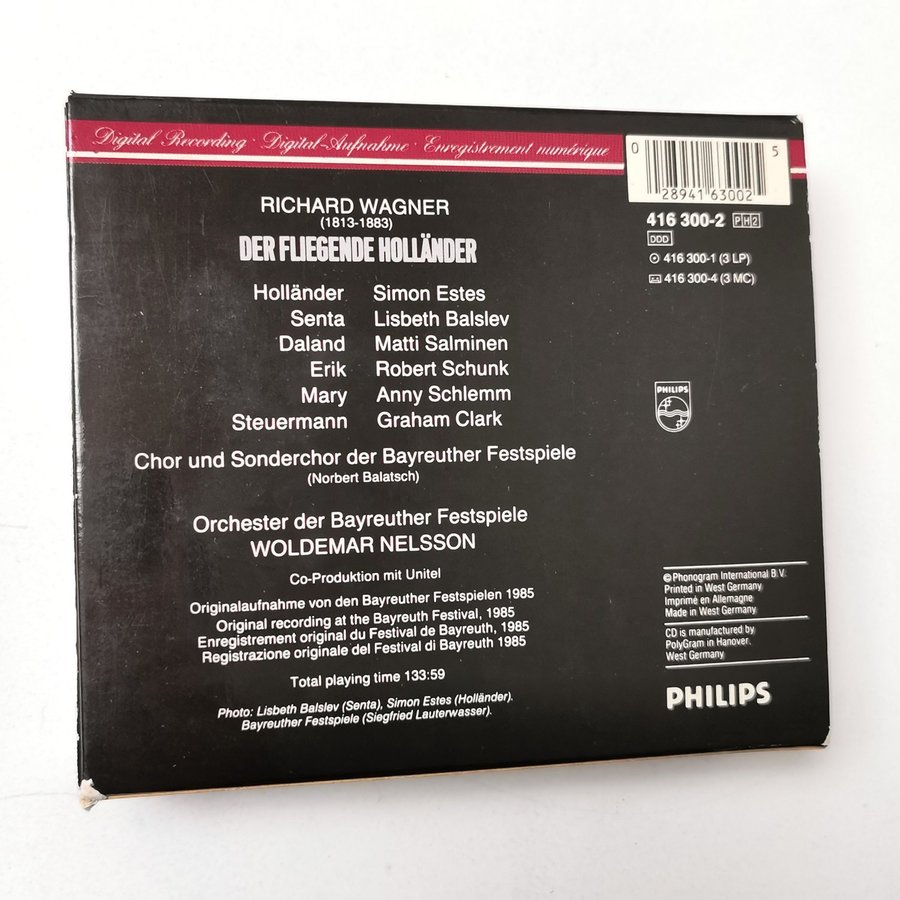 Digital Recording · Digital-Aufnahme · Enregistrement numérique
0 28941 63002 5
416 300-2 PH2
DDD
416 300-1 (3 LP)
416 300-4 (3 MC)
RICHARD WAGNER
(1813-1883)
DER FLIEGENDE HOLLÄNDER
Holländer Simon Estes
Senta Lisbeth Balslev
Daland Matti Salminen
Erik Robert Schunk
Mary Anny Schlemm
Steuermann Graham Clark
PHILIPS
Chor und Sonderchor der Bayreuther Festspiele
(Norbert Balatsch)
Orchester der Bayreuther Festspiele
WOLDEMAR NELSSON
Co-Produktion mit Unitel
Originalaufnahme von den Bayreuther Festspielen 1985
Original recording at the Bayreuth Festival, 1985
Enregistrement original du Festival de Bayreuth, 1985
Registrazione originale del Festival di Bayreuth 1985
Total playing time 133:59
Photo: Lisbeth Balslev (Senta), Simon Estes (Holländer).
Bayreuther Festspiele (Siegfried Lauterwasser).
© Phonogram International B.V.
Printed in West Germany
Imprimé en Allemagne
Made in West Germany
CD is manufactured by
PolyGram in Hanover.
West Germany
PHILIPS